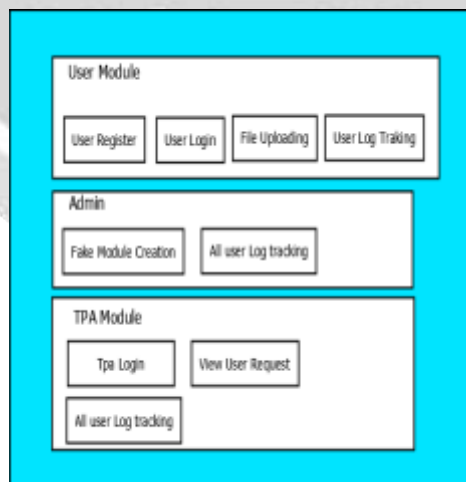 User Module
User Register
User Login
File Uploading
User Log Traking
Admin
Fake Module Creation
All user Log tracking
TPA Module
Tpa Login
View User Request
All user Log tracking